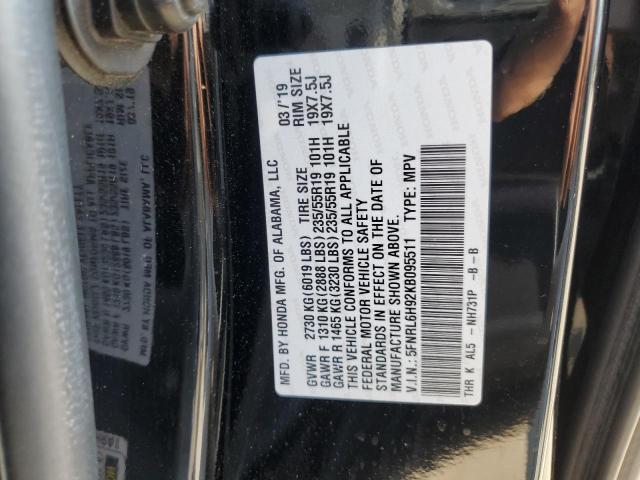 MFD. BY HONDA MFG. OF ALABAMA, LLC 03/'19
GVWR 2730 KG(6019 LBS) TIRE SIZE RIM SIZE
GAWR F 1310 KG(2888 LBS) 235/55R19 101H 19X7.5J
GAWR R 1465 KG(3230 LBS) 235/55R19 101H 19X7.5J
THIS VEHICLE CONFORMS TO ALL APPLICABLE
FEDERAL MOTOR VEHICLE SAFETY
STANDARDS IN EFFECT ON THE DATE OF
MANUFACTURE SHOWN ABOVE.
V.I.N.: 5FNRL6H92KB095511 TYPE: MPV
THR K AL5 - NH731P -B -B